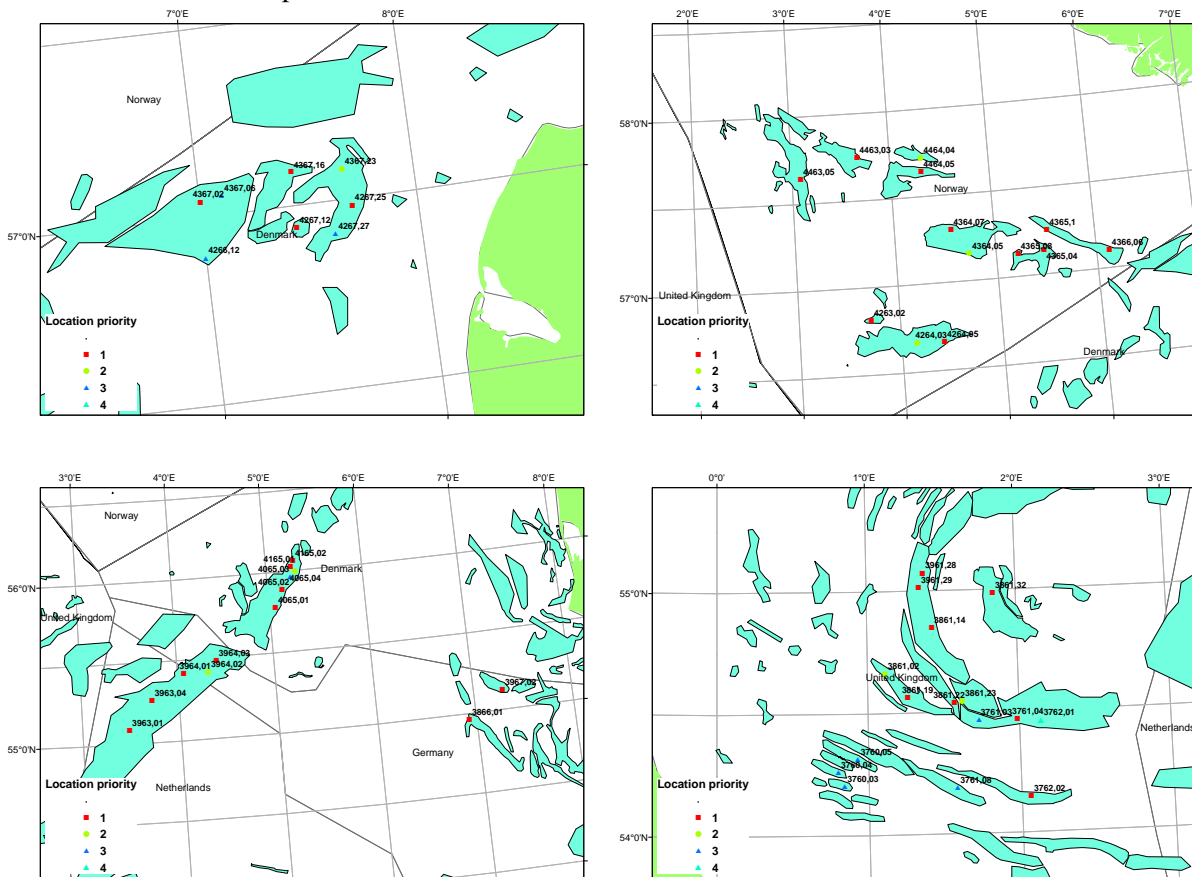 7°0'E 8°0'E
Norway
4367,16
4367,23
4367,06
4367,02
4267,25
4267,12
4267,27
Denmark
57°0'N
4266,12
Location priority
1
2
3
4
2°0'E 3°0'E 4°0'E 5°0'E 6°0'E 7°0'E
58°0'N
4463,03
4464,04
4464,05
4463,05
Norway
4364,07
4365,1
4364,05
4365,08
4366,06
4365,04
57°0'N
United Kingdom
4263,02
4264,03
4264,05
Denmark
Location priority
1
2
3
4
3°0'E 4°0'E 5°0'E 6°0'E 7°0'E 8°0'E
Norway
4165,02
4165,01
4065,03
Denmark
4065,04
4065,02
56°0'N
4065,01
United Kingdom
3964,03
3964,01
3964,02
3967,02
3963,04
3866,01
3963,01
55°0'N
Germany
Netherlands
Location priority
1
2
3
4
0°0' 1°0'E 2°0'E 3°0'E
3961,28
3961,29
3861,32
55°0'N
3861,14
3861,02
United Kingdom
3861,19
3861,22
3861,23
3761,03
3761,04
3762,01
Netherlands
3760,05
3760,04
3760,03
3761,06
3762,02
Location priority
1
2
3
4
54°0'N